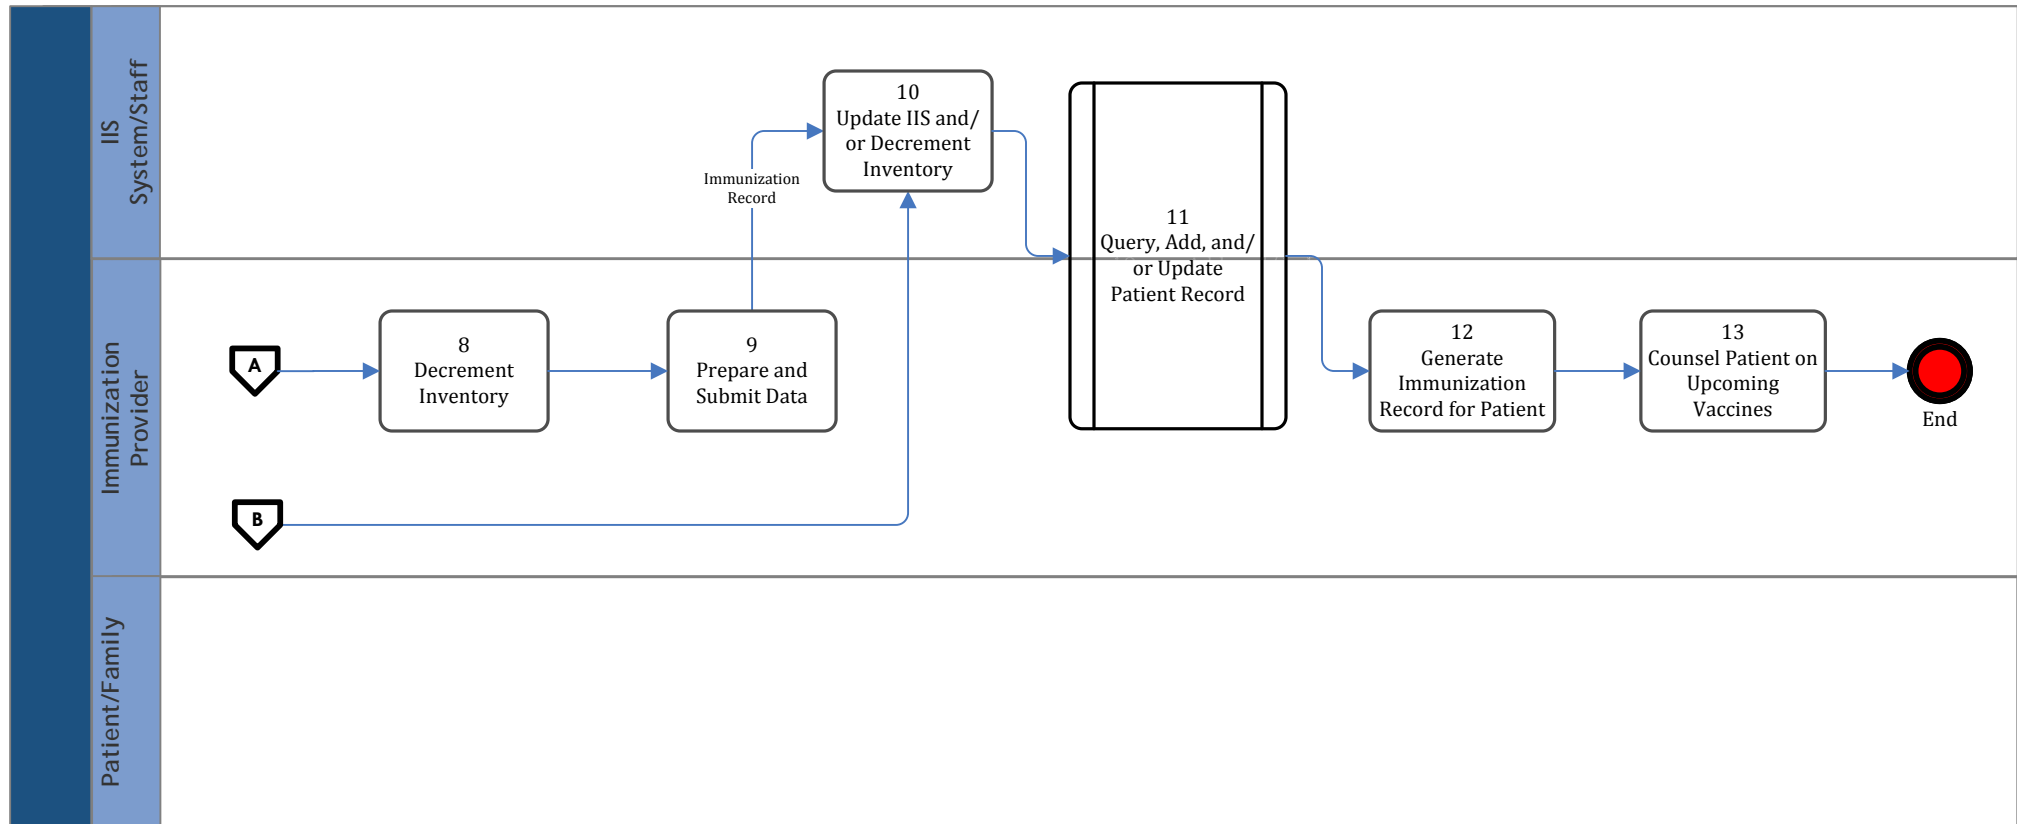 IIS
System/Staff
10
Update IIS and/
or Decrement
Inventory
Immunization
Record
11
Query, Add, and/
or Update
Patient Record
Immunization
Provider
A
8
Decrement
Inventory
9
Prepare and
Submit Data
12
Generate
Immunization
Record for Patient
13
Counsel Patient on
Upcoming
Vaccines
End
B
Patient/Family